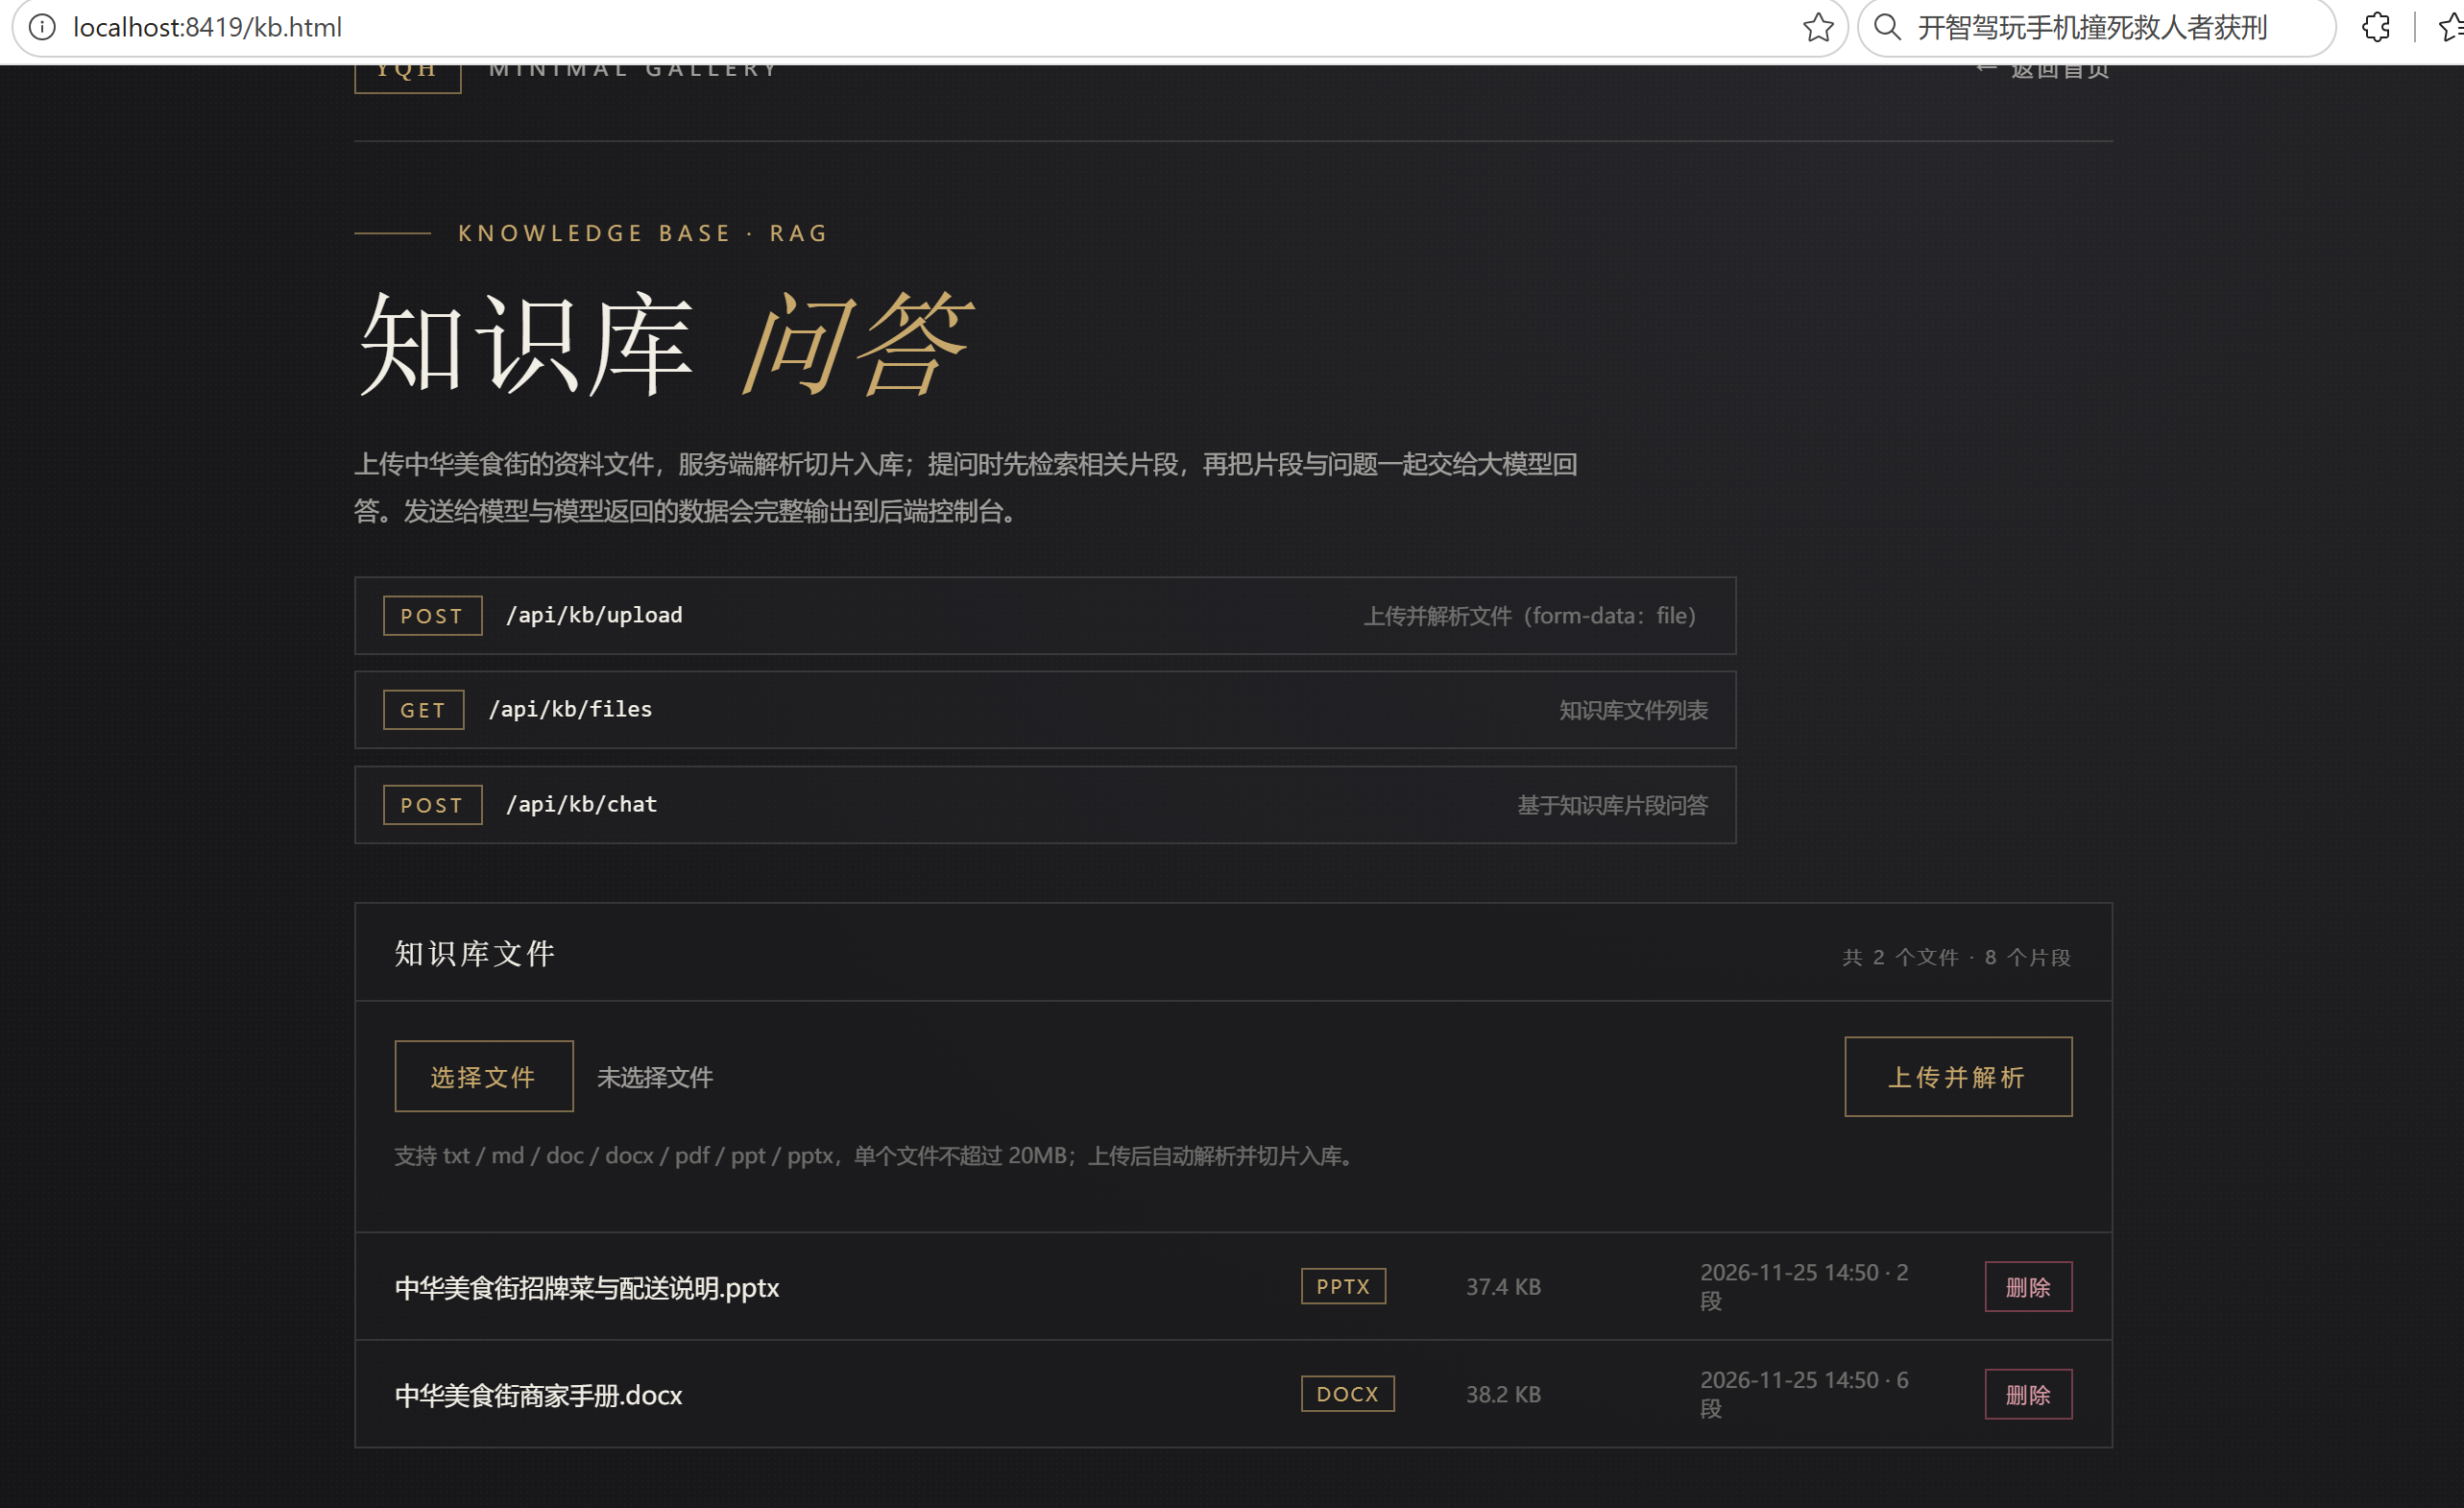 localhost:8419/kb.html
开智驾玩手机撞死救人者获刑
YQH
MINIMAL GALLERY
← 返回首页
KNOWLEDGE BASE · RAG
知识库 问答
上传中华美食街的资料文件，服务端解析切片入库；提问时先检索相关片段，再把片段与问题一起交给大模型回
答。发送给模型与模型返回的数据会完整输出到后端控制台。
POST /api/kb/upload 上传并解析文件（form-data：file）
GET /api/kb/files 知识库文件列表
POST /api/kb/chat 基于知识库片段问答
知识库文件
共 2 个文件 · 8 个片段
选择文件 未选择文件
上传并解析
支持 txt / md / doc / docx / pdf / ppt / pptx，单个文件不超过 20MB；上传后自动解析并切片入库。
中华美食街招牌菜与配送说明.pptx PPTX 37.4 KB 2026-11-25 14:50 · 2
段
删除
中华美食街商家手册.docx DOCX 38.2 KB 2026-11-25 14:50 · 6
段
删除